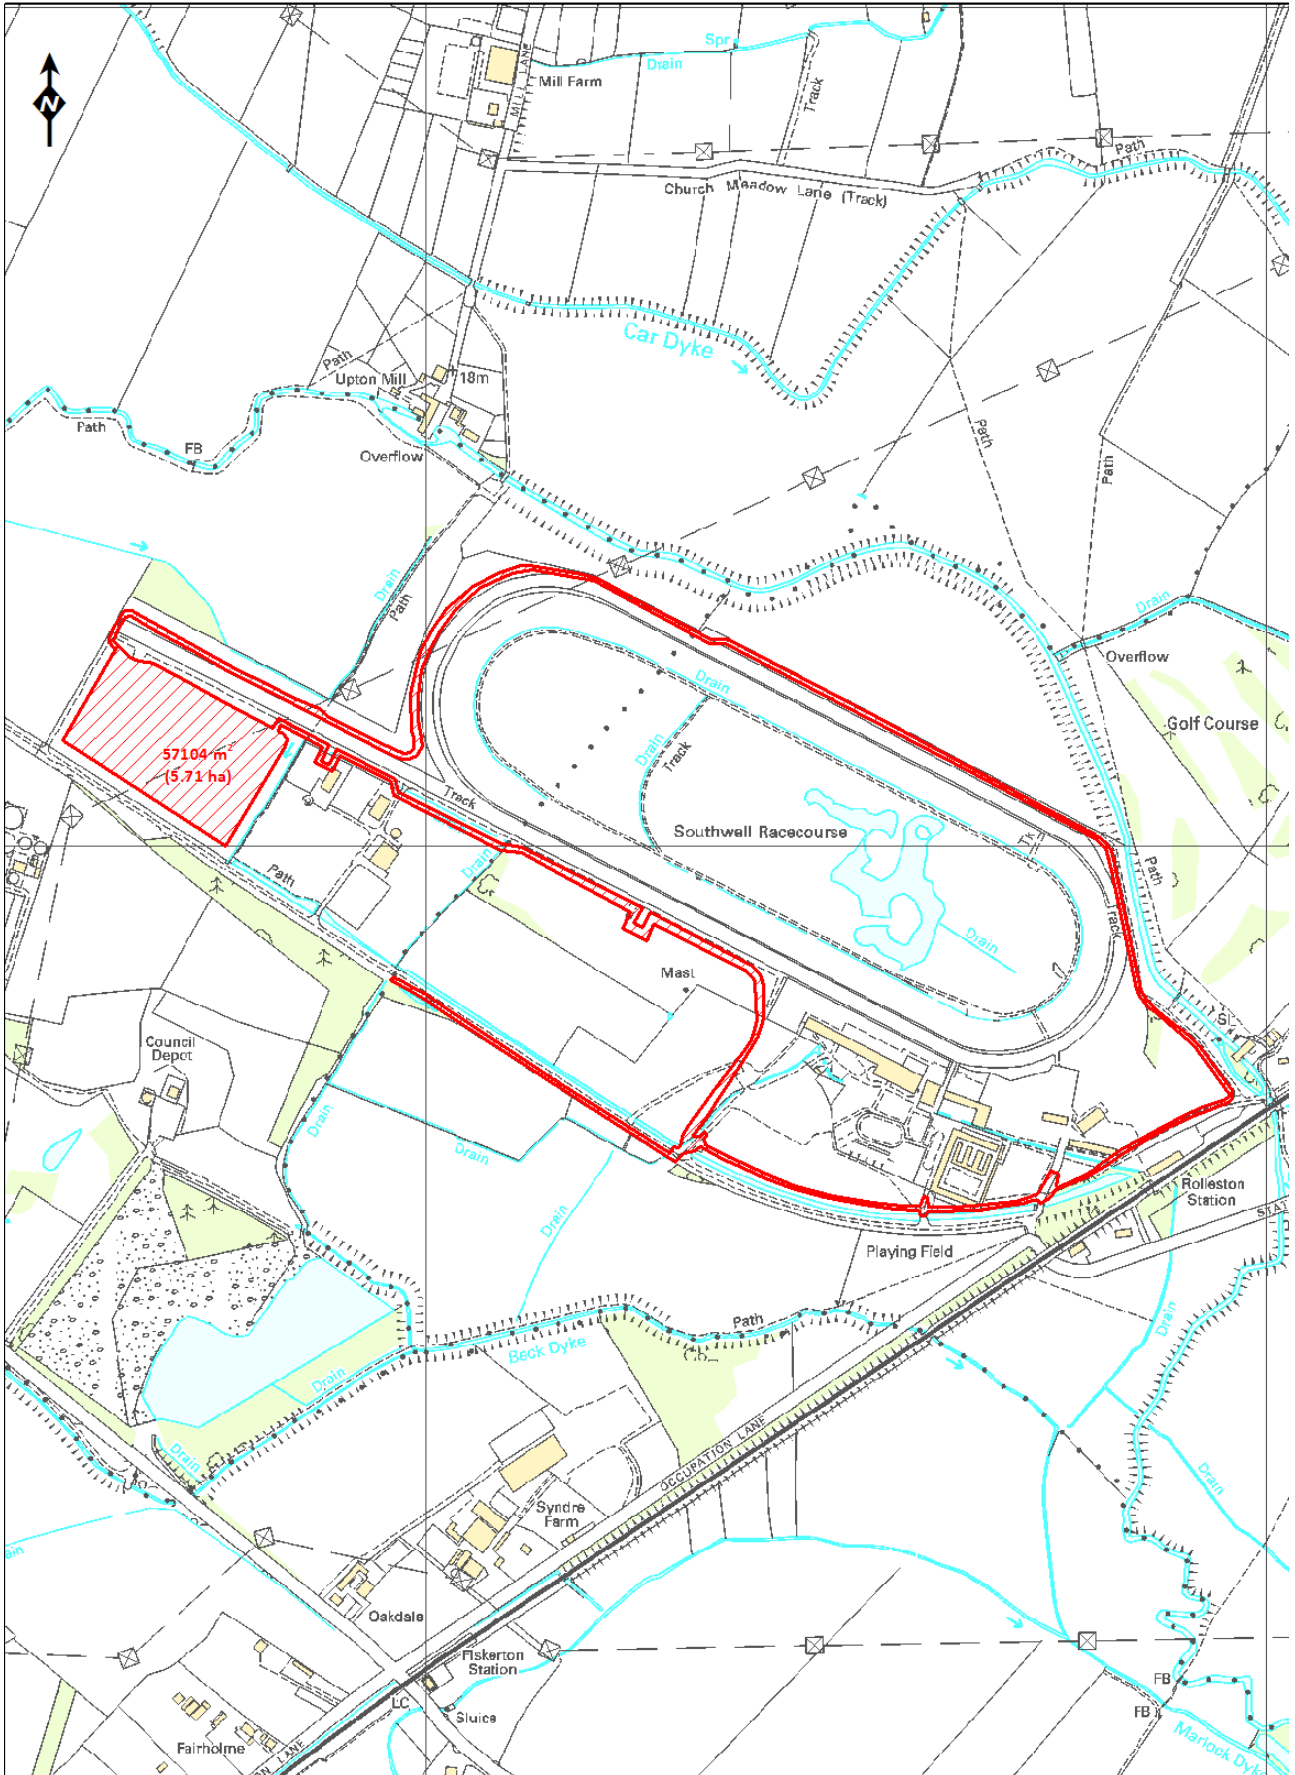 Spr
Drain
Mill Farm
MILL LANE
Track
N
Path
Church Meadow Lane (Track)
Car Dyke
Path
Upton Mill
18m
Path
FB
Overflow
Path
Path
Drain
Path
Drain
Overflow
Drain
Golf Course
57104 m²
(5.71 ha)
Drain
Track
Track
Southwell Racecourse
Tk
Path
Drain
Path
Track
Drain
Mast
Sl
Council
Depot
Drain
Drain
Drain
Rolleston
Station
STAT
Playing Field
Path
Drain
Beck Dyke
Drain
Drain
OCCUPATION LANE
Drain
Syndre
Farm
Oakdale
Fiskerton
Station
LC
Sluice
FB
FB
Fairholme
Marlock Dyke